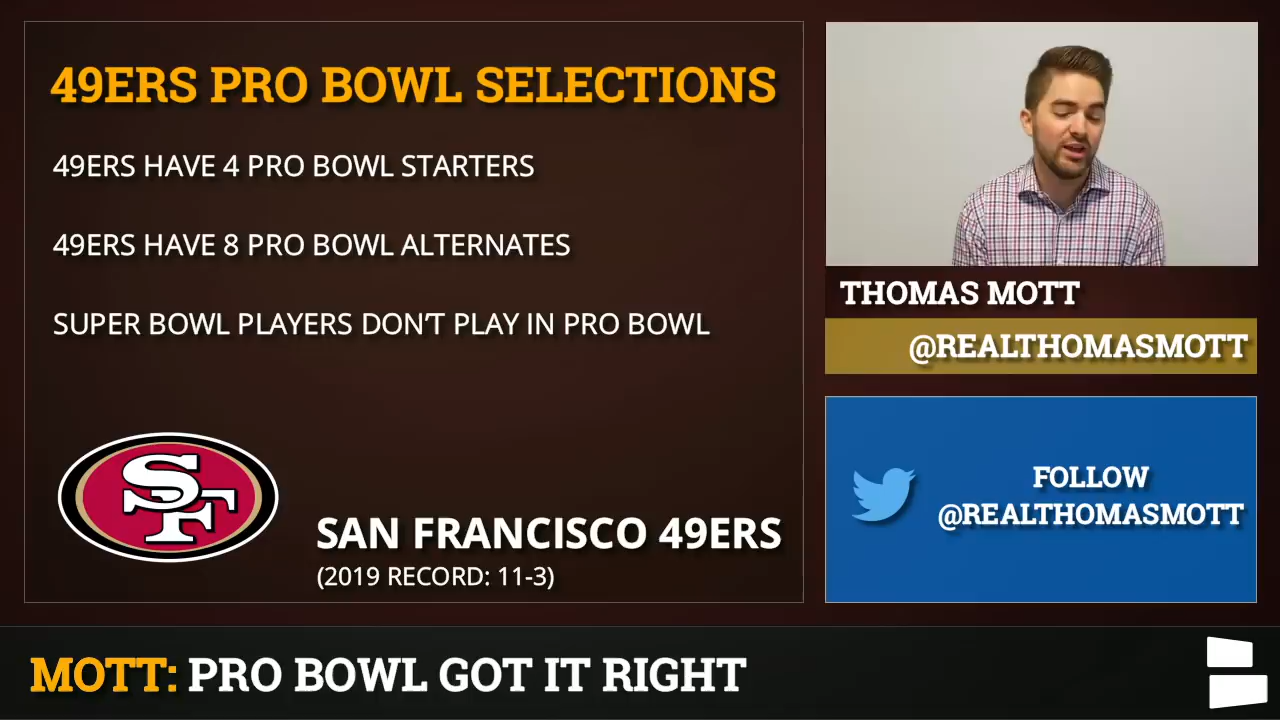 49ERS PRO BOWL SELECTIONS
49ERS HAVE 4 PRO BOWL STARTERS
49ERS HAVE 8 PRO BOWL ALTERNATES
SUPER BOWL PLAYERS DON'T PLAY IN PRO BOWL
SF
SAN FRANCISCO 49ERS
(2019 RECORD: 11-3)
THOMAS MOTT
@REALTHOMASMOTT
FOLLOW
@REALTHOMASMOTT
MOTT: PRO BOWL GOT IT RIGHT